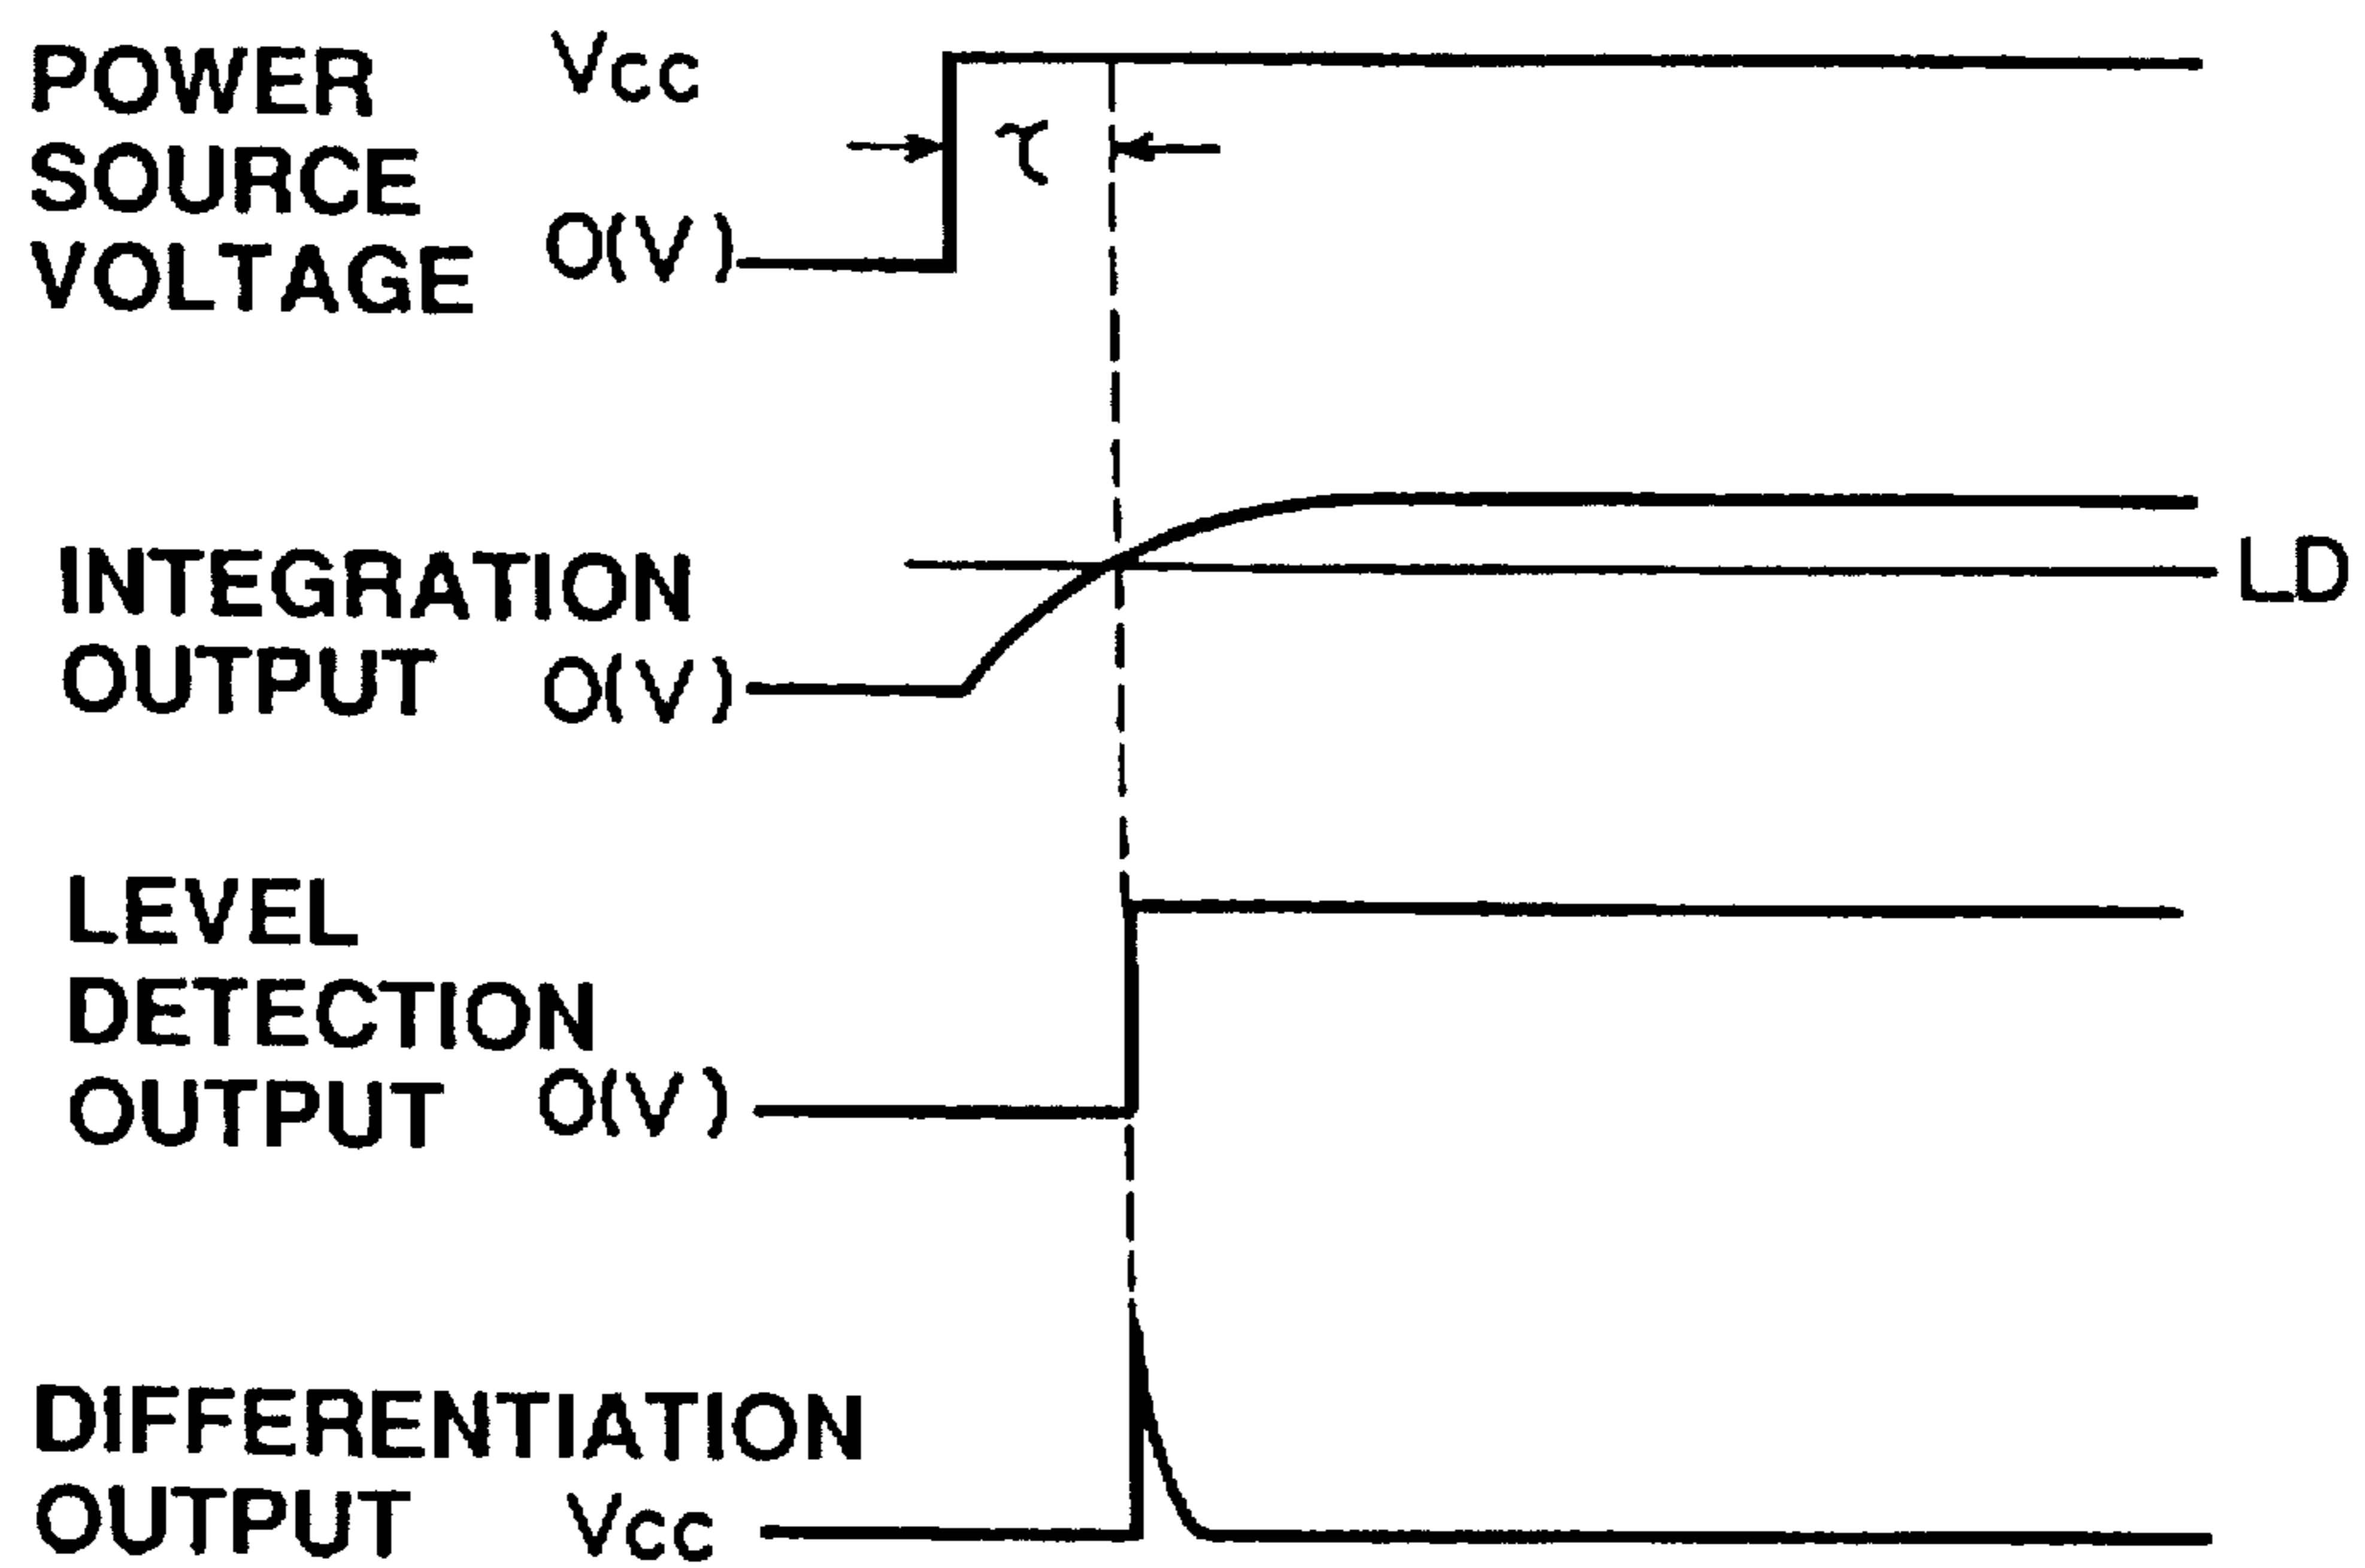 POWER
SOURCE
VOLTAGE
Vcc
τ
O(V)
INTEGRATION
OUTPUT
O(V)
LD
LEVEL
DETECTION
OUTPUT
O(V)
DIFFERENTIATION
OUTPUT
Vcc